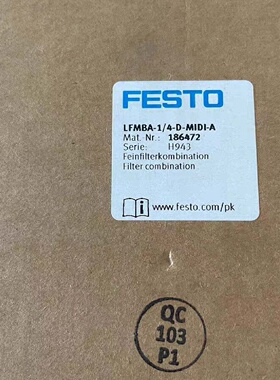 FESTO
LFMBA-1/4-D-MIDI-A
Mat. Nr.: 186472
Serie: H943
Feinfilterkombination
Filter combination
www.festo.com/pk
QC
103
P1